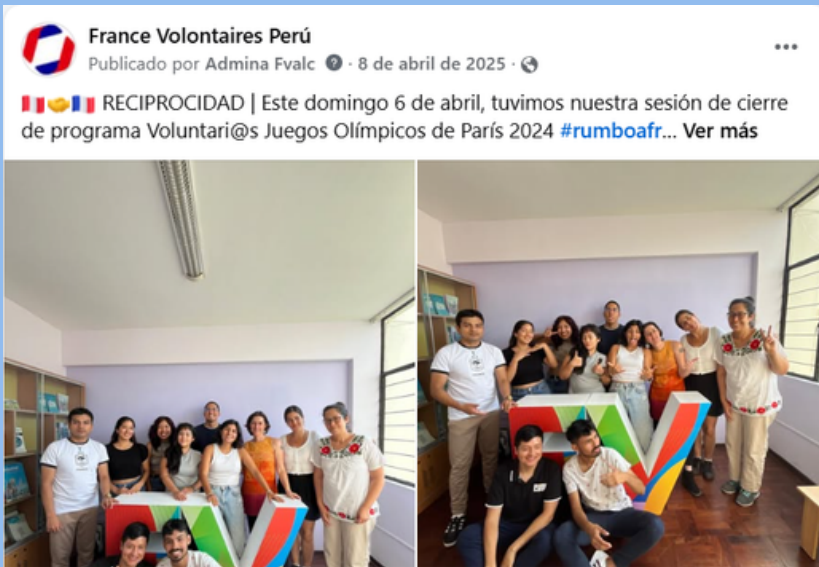 France Volontaires Perú
Publicado por Admina Fvalc · 8 de abril de 2025 ·
RECIPROCIDAD | Este domingo 6 de abril, tuvimos nuestra sesión de cierre
de programa Voluntari@s Juegos Olímpicos de París 2024 #rumboafr... Ver más